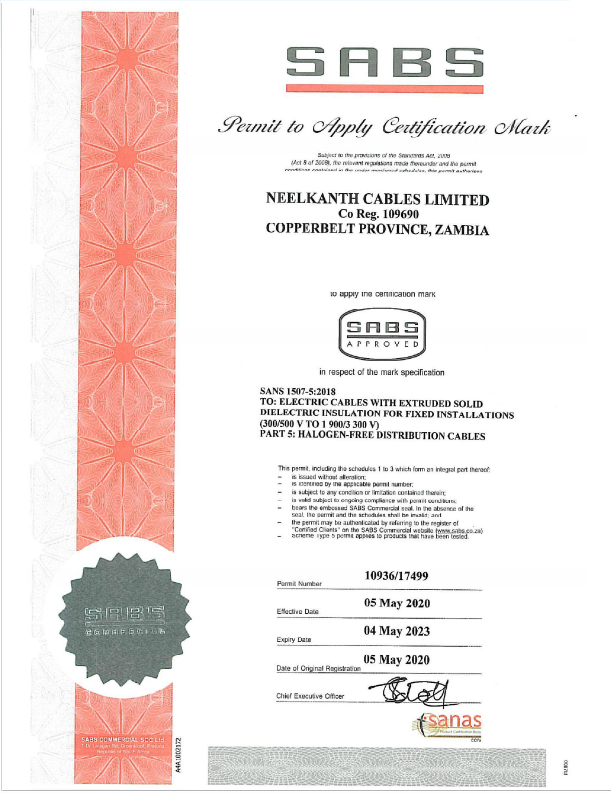 SABS
Permit to Apply Certification Mark
Subject to the provisions of the Standards Act, 2008
(Act 8 of 2008), the relevant regulations made thereunder and the permit
conditions contained in the under mentioned schedules, this permit authorises
NEELKANTH CABLES LIMITED
Co Reg. 109690
COPPERBELT PROVINCE, ZAMBIA
to apply the certification mark
SABS
APPROVED
in respect of the mark specification
SANS 1507-5:2018
TO: ELECTRIC CABLES WITH EXTRUDED SOLID
DIELECTRIC INSULATION FOR FIXED INSTALLATIONS
(300/500 V TO 1 900/3 300 V)
PART 5: HALOGEN-FREE DISTRIBUTION CABLES
This permit, including the schedules 1 to 3 which form an integral part thereof:
– is issued without alteration;
– is identified by the applicable permit number;
– is subject to any condition or limitation contained therein;
– is valid subject to ongoing compliance with permit conditions;
– bears the embossed SABS Commercial seal. In the absence of the
seal, the permit and the schedules shall be invalid; and
– the permit may be authenticated by referring to the register of
"Certified Clients" on the SABS Commercial website (www.sabs.co.za)
– Scheme Type 5 permit applies to products that have been tested.
10936/17499
Permit Number
05 May 2020
Effective Date
04 May 2023
Expiry Date
05 May 2020
Date of Original Registration
Chief Executive Officer
sanas
Product Certification Body
SABS
COMMERCIAL
SABS COMMERCIAL SOC Ltd
Republic of South Africa
A4A1002172